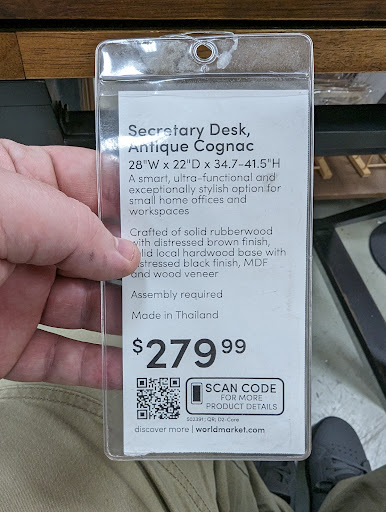 Secretary Desk,
Antique Cognac
28"W x 22"D x 34.7-41.5"H
A smart, ultra-functional and
exceptionally stylish option for
small home offices and
workspaces
Crafted of solid rubberwood
with distressed brown finish,
solid local hardwood base with
distressed black finish, MDF
and wood veneer
Assembly required
Made in Thailand
$279 99
SCAN CODE
FOR MORE
PRODUCT DETAILS
discover more | worldmarket.com